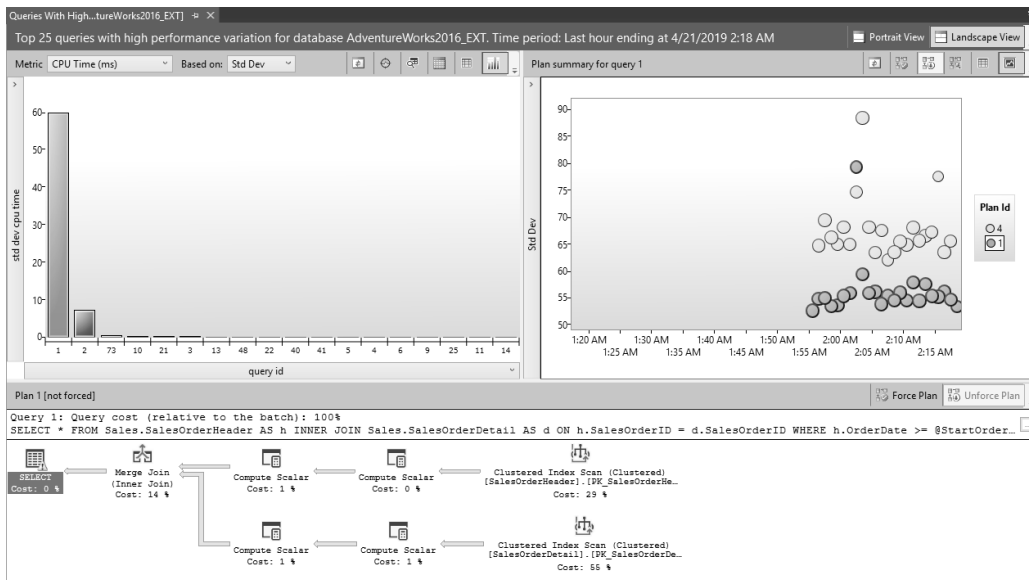 Queries With High...tureWorks2016_EXT]
Top 25 queries with high performance variation for database AdventureWorks2016_EXT. Time period: Last hour ending at 4/21/2019 2:18 AM
Portrait View
Landscape View
Metric CPU Time (ms) Based on: Std Dev
Plan summary for query 1
std dev cpu time
60
50
40
30
20
10
0
1 2 73 10 21 3 13 48 22 40 41 5 4 6 9 25 11 14
query id
Std Dev
90
85
80
75
70
65
60
55
50
1:20 AM 1:30 AM 1:40 AM 1:50 AM 2:00 AM 2:10 AM
1:25 AM 1:35 AM 1:45 AM 1:55 AM 2:05 AM 2:15 AM
Plan Id
4
1
Plan 1 [not forced]
Force Plan
Unforce Plan
Query 1: Query cost (relative to the batch): 100%
SELECT * FROM Sales.SalesOrderHeader AS h INNER JOIN Sales.SalesOrderDetail AS d ON h.SalesOrderID = d.SalesOrderID WHERE h.OrderDate >= @StartOrder...
SELECT
Cost: 0 %
Merge Join
(Inner Join)
Cost: 14 %
Compute Scalar
Cost: 1 %
Compute Scalar
Cost: 0 %
Clustered Index Scan (Clustered)
[SalesOrderHeader].[PK_SalesOrderHe…
Cost: 29 %
Compute Scalar
Cost: 1 %
Compute Scalar
Cost: 1 %
Clustered Index Scan (Clustered)
[SalesOrderDetail].[PK_SalesOrderDe…
Cost: 55 %